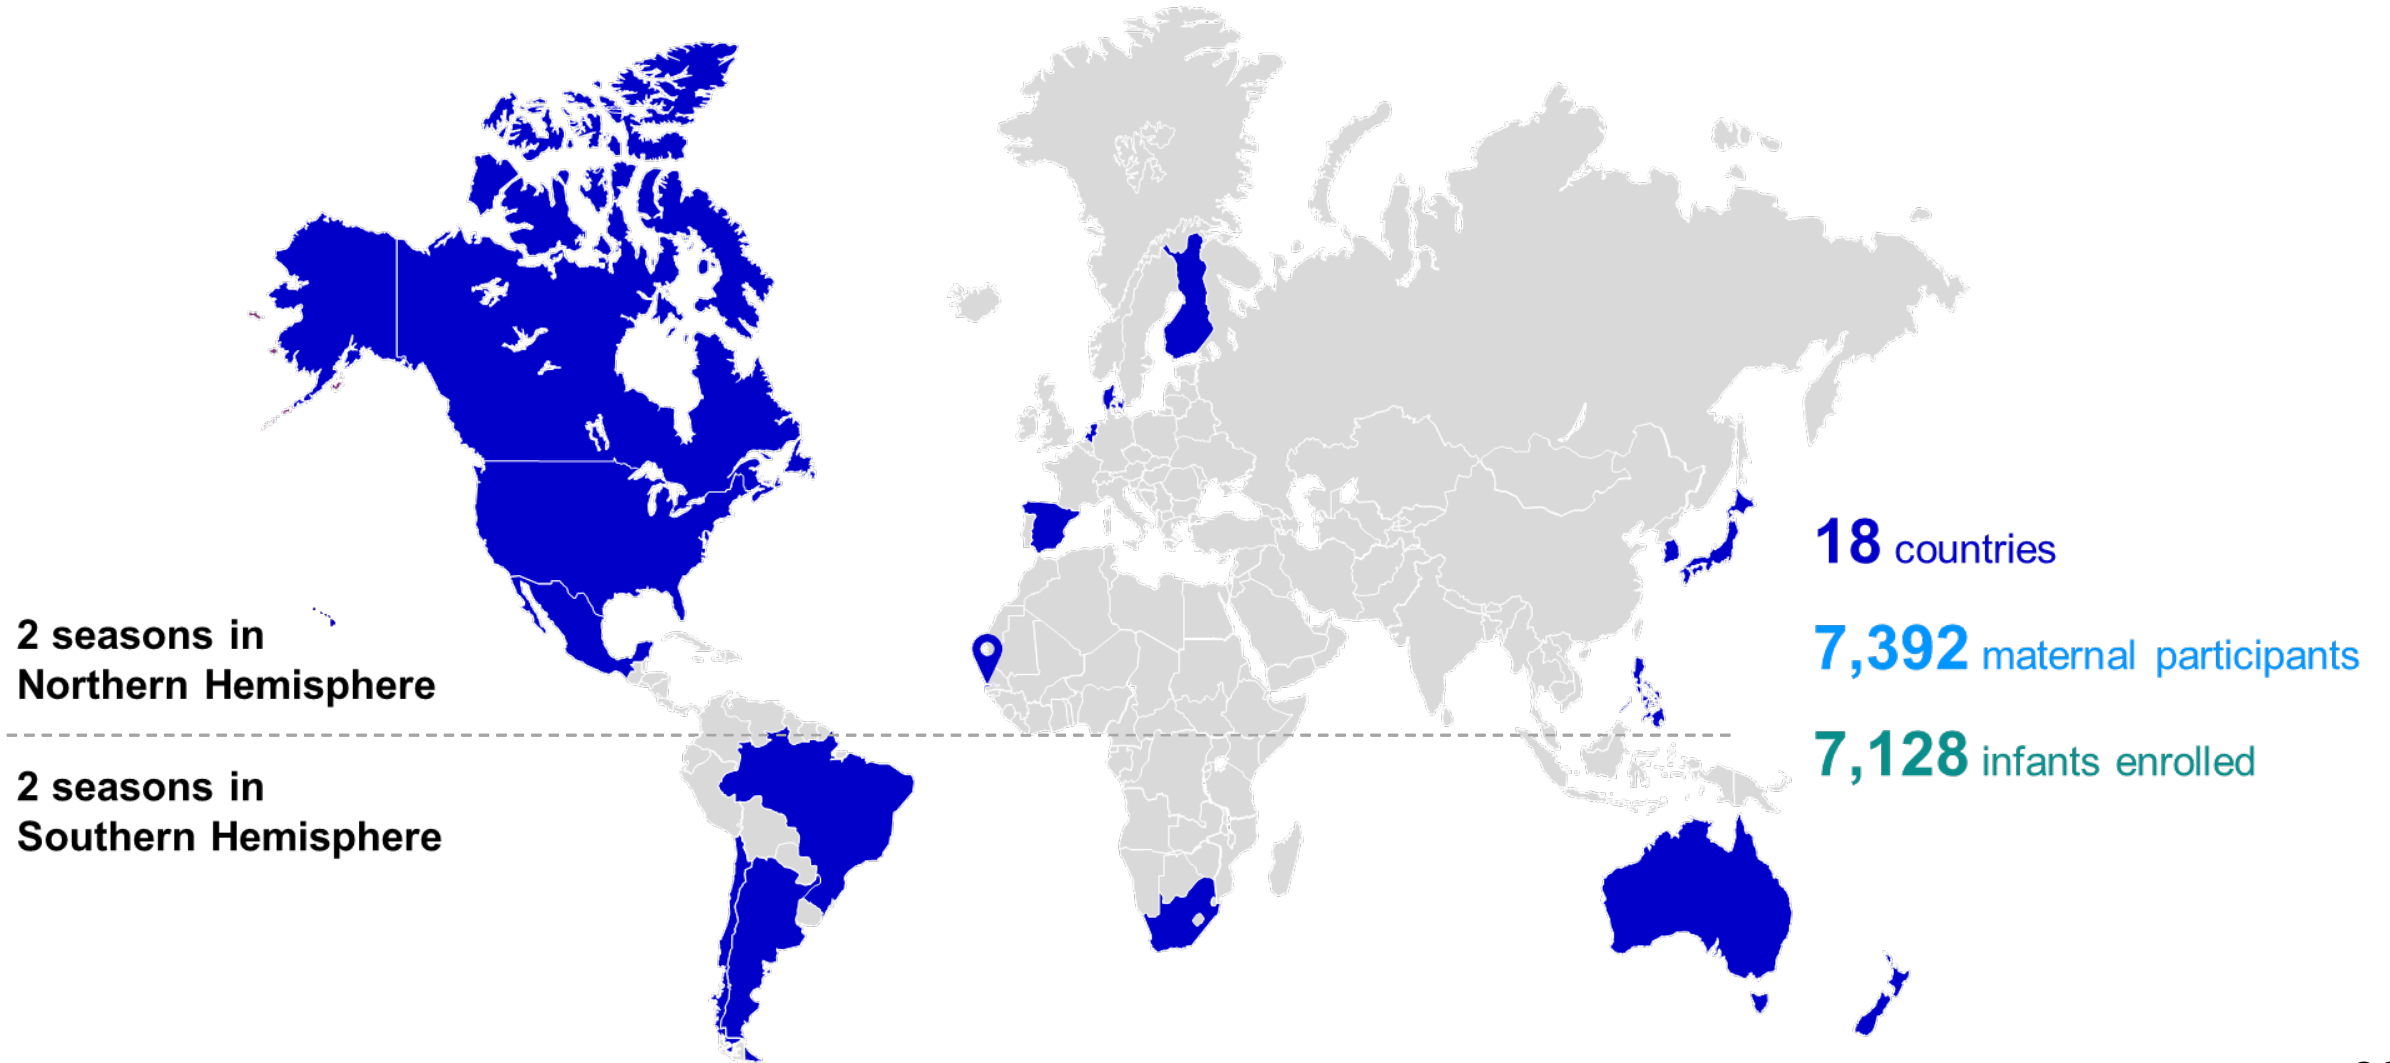 18 countries
2 seasons in
Northern Hemisphere
7,392 maternal participants
7,128 infants enrolled
2 seasons in
Southern Hemisphere